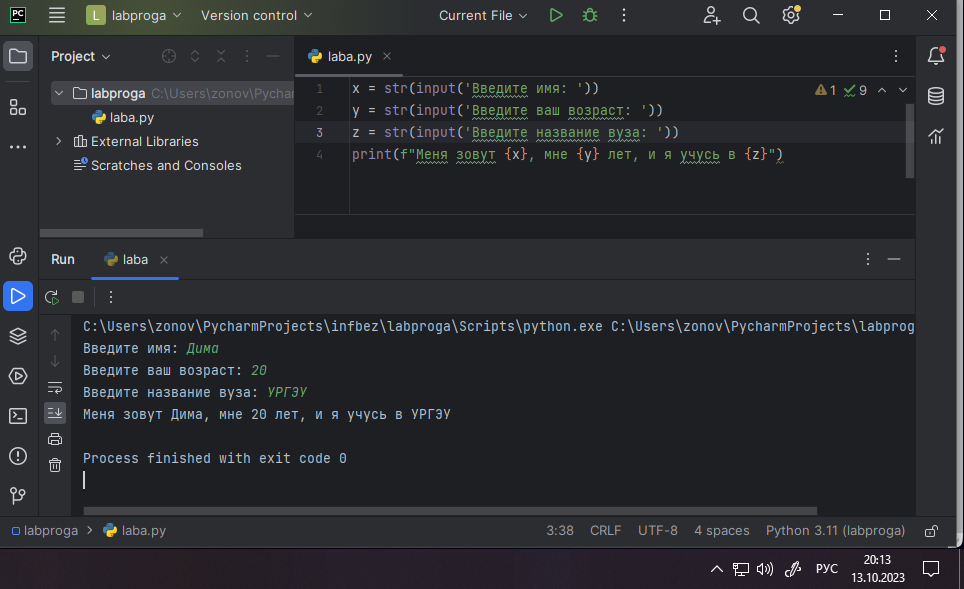 PC L labproga Version control Current File
Project
laba.py
labproga C:\Users\zonov\Pychar
laba.py
External Libraries
Scratches and Consoles
1 x = str(input('Введите имя: '))
2 y = str(input('Введите ваш возраст: '))
3 z = str(input('Введите название вуза: '))
4 print(f"Меня зовут {x}, мне {y} лет, и я учусь в {z}")
1 9
Run laba
C:\Users\zonov\PycharmProjects\infbez\labproga\Scripts\python.exe C:\Users\zonov\PycharmProjects\labprog
Введите имя: Дима
Введите ваш возраст: 20
Введите название вуза: УРГЭУ
Меня зовут Дима, мне 20 лет, и я учусь в УРГЭУ
Process finished with exit code 0
labproga laba.py 3:38 CRLF UTF-8 4 spaces Python 3.11 (labproga)
РУС
20:13
13.10.2023